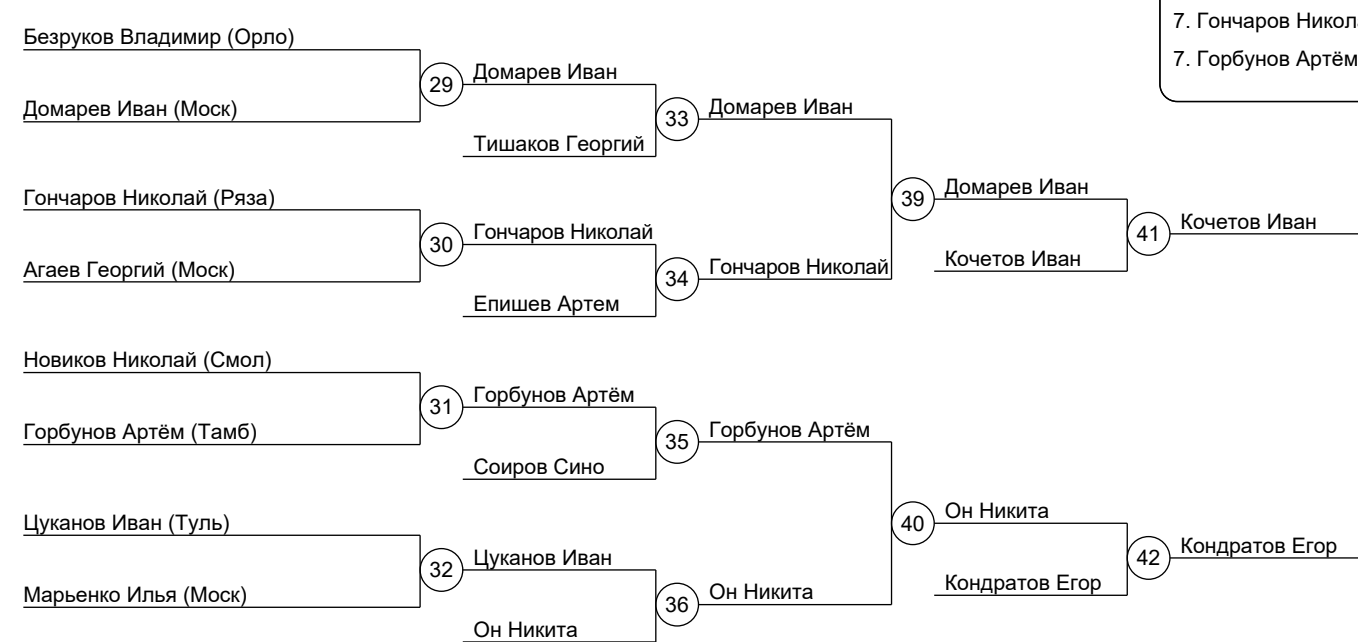 7. Гончаров Никол
7. Горбунов Артём
Безруков Владимир (Орло)
29
Домарев Иван
Домарев Иван (Моск)
33
Домарев Иван
Тишаков Георгий
Гончаров Николай (Ряза)
39
Домарев Иван
30
Гончаров Николай
41
Кочетов Иван
Агаев Георгий (Моск)
34
Гончаров Николай
Кочетов Иван
Епишев Артем
Новиков Николай (Смол)
31
Горбунов Артём
Горбунов Артём (Тамб)
35
Горбунов Артём
Соиров Сино
Цуканов Иван (Туль)
40
Он Никита
32
Цуканов Иван
42
Кондратов Егор
Марьенко Илья (Моск)
36
Он Никита
Кондратов Егор
Он Никита